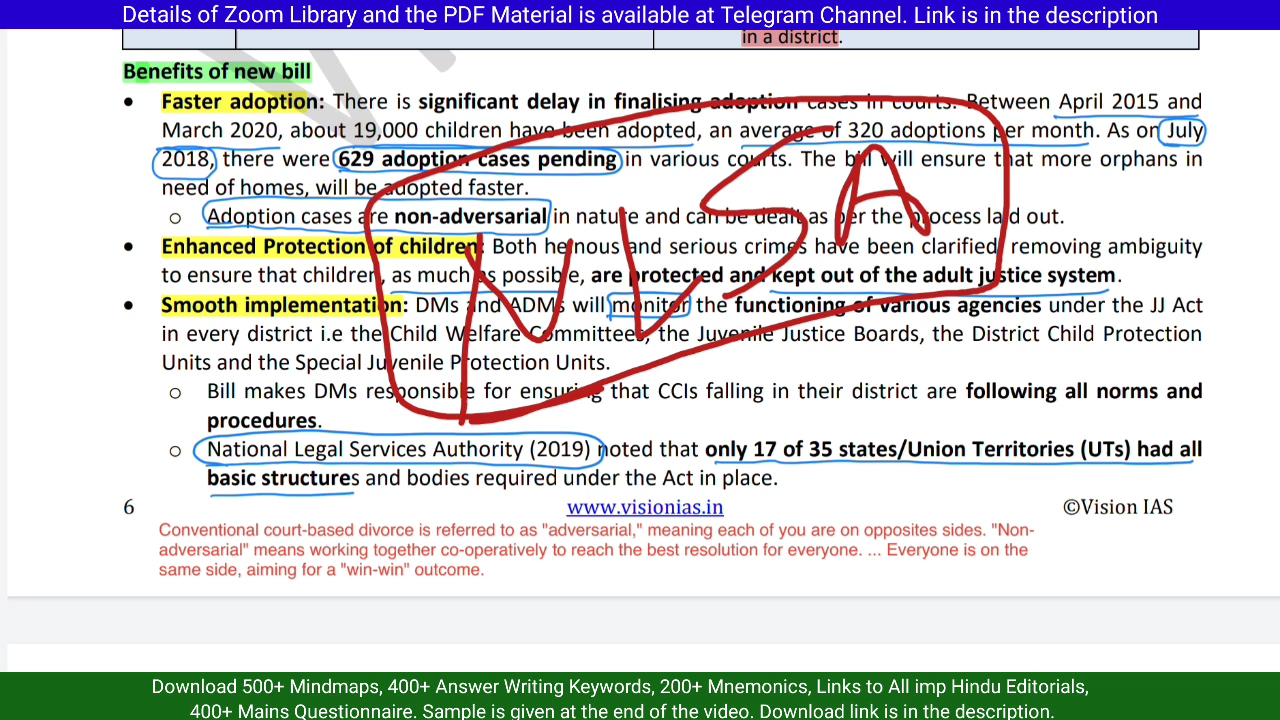 Details of Zoom Library and the PDF Material is available at Telegram Channel. Link is in the description
in a district.
Benefits of new bill
• Faster adoption: There is significant delay in finalising adoption cases in courts. Between April 2015 and
March 2020, about 19,000 children have been adopted, an average of 320 adoptions per month. As on July
2018, there were 629 adoption cases pending in various courts. The bill will ensure that more orphans in
need of homes, will be adopted faster.
o Adoption cases are non-adversarial in nature and can be dealt as per the process laid out.
• Enhanced Protection of children: Both heinous and serious crimes have been clarified, removing ambiguity
to ensure that children, as much as possible, are protected and kept out of the adult justice system.
• Smooth implementation: DMs and ADMs will monitor the functioning of various agencies under the JJ Act
in every district i.e the Child Welfare Committees, the Juvenile Justice Boards, the District Child Protection
Units and the Special Juvenile Protection Units.
o Bill makes DMs responsible for ensuring that CCIs falling in their district are following all norms and
procedures.
o National Legal Services Authority (2019) noted that only 17 of 35 states/Union Territories (UTs) had all
basic structures and bodies required under the Act in place.
6 www.visionias.in ©Vision IAS
Conventional court-based divorce is referred to as "adversarial," meaning each of you are on opposites sides. "Non-
adversarial" means working together co-operatively to reach the best resolution for everyone. ... Everyone is on the
same side, aiming for a "win-win" outcome.
Download 500+ Mindmaps, 400+ Answer Writing Keywords, 200+ Mnemonics, Links to All imp Hindu Editorials,
400+ Mains Questionnaire. Sample is given at the end of the video. Download link is in the description.